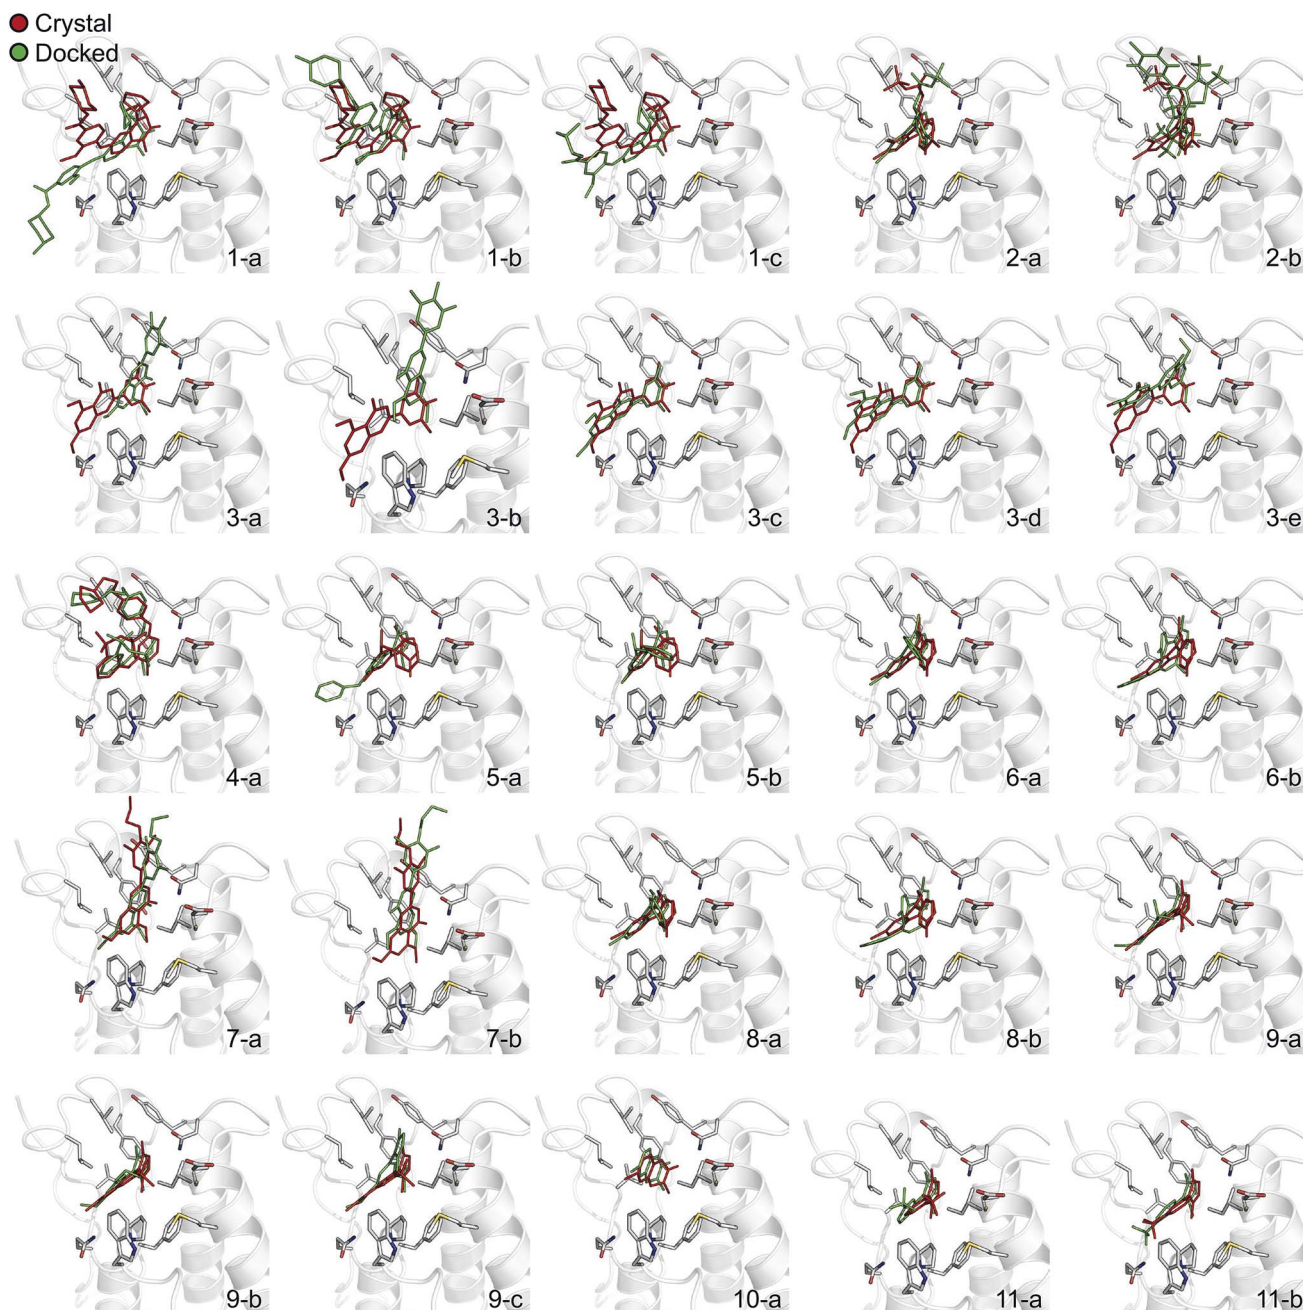 Crystal
Docked
1-a
1-b
1-c
2-a
2-b
3-a
3-b
3-c
3-d
3-e
4-a
5-a
5-b
6-a
6-b
7-a
7-b
8-a
8-b
9-a
9-b
9-c
10-a
11-a
11-b